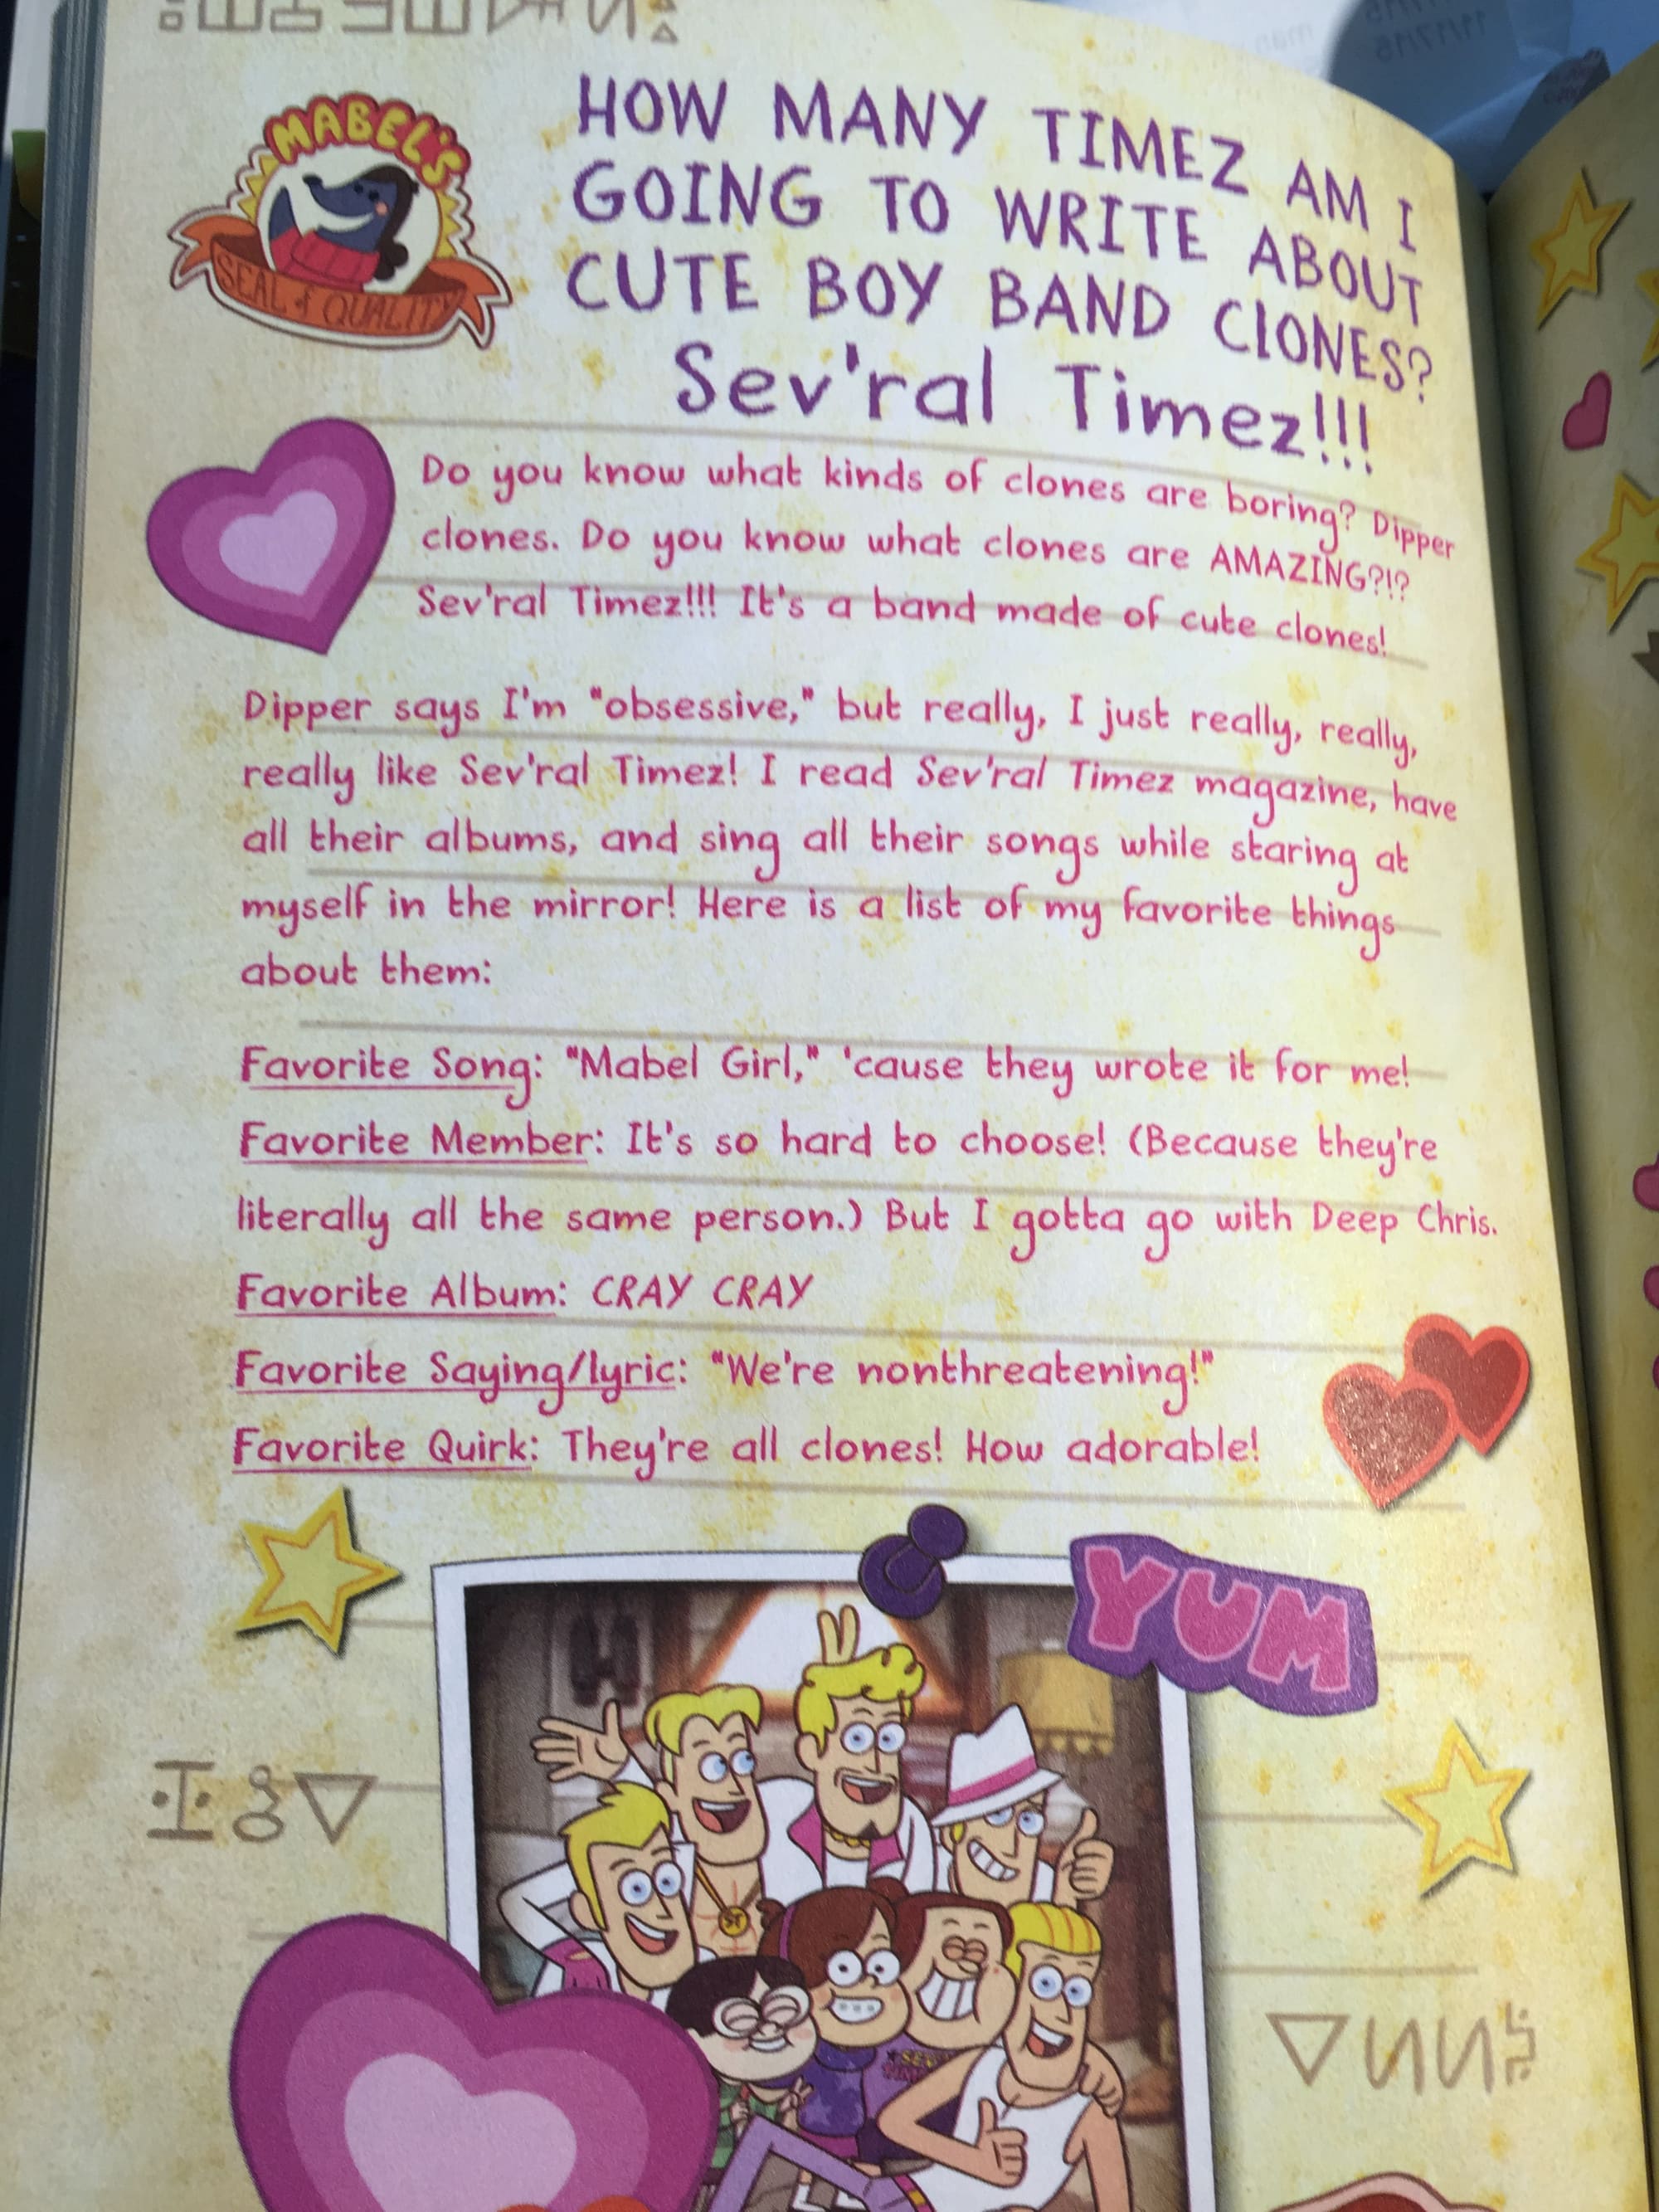 MABEL'S
SEAL of QUALITY
HOW MANY TIMEZ AM I
GOING TO WRITE ABOUT
CUTE BOY BAND CLONES?
Sev'ral Timez!!!
Do you know what kinds of clones are boring? Dipper
clones. Do you know what clones are AMAZING?!?
Sev'ral Timez!!! It's a band made of cute clones!
Dipper says I'm "obsessive," but really, I just really, really,
really like Sev'ral Timez! I read Sev'ral Timez magazine, have
all their albums, and sing all their songs while staring at
myself in the mirror! Here is a list of my favorite things
about them:
Favorite Song: "Mabel Girl," 'cause they wrote it for me!
Favorite Member: It's so hard to choose! (Because they're
literally all the same person.) But I gotta go with Deep Chris.
Favorite Album: CRAY CRAY
Favorite Saying/lyric: "We're nonthreatening!"
Favorite Quirk: They're all clones! How adorable!
YUM
ST